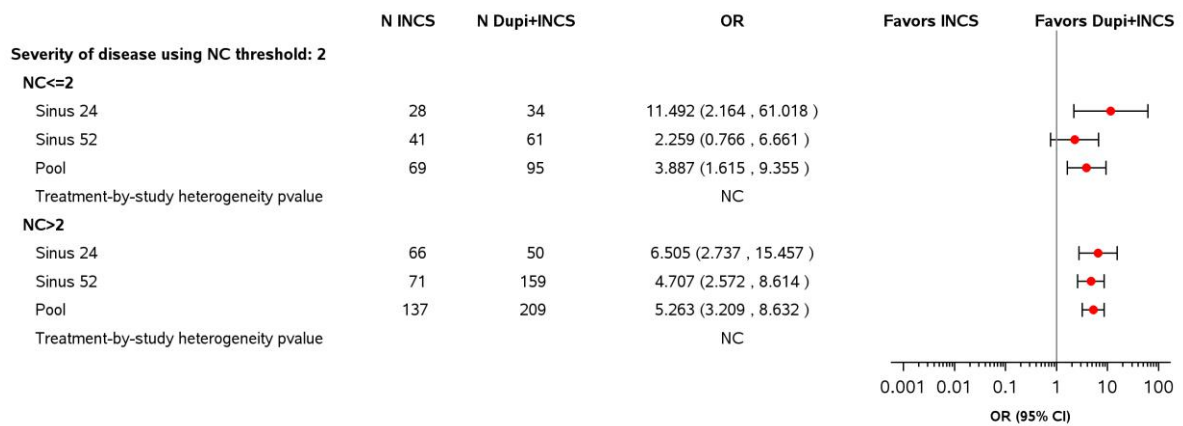 N INCS N Dupi+INCS OR Favors INCS Favors Dupi+INCS
Severity of disease using NC threshold: 2
NC<=2
Sinus 24 28 34 11.492 (2.164 , 61.018 )
Sinus 52 41 61 2.259 (0.766 , 6.661 )
Pool 69 95 3.887 (1.615 , 9.355 )
Treatment-by-study heterogeneity pvalue NC
NC>2
Sinus 24 66 50 6.505 (2.737 , 15.457 )
Sinus 52 71 159 4.707 (2.572 , 8.614 )
Pool 137 209 5.263 (3.209 , 8.632 )
Treatment-by-study heterogeneity pvalue NC
0.001 0.01 0.1 1 10 100
OR (95% CI)